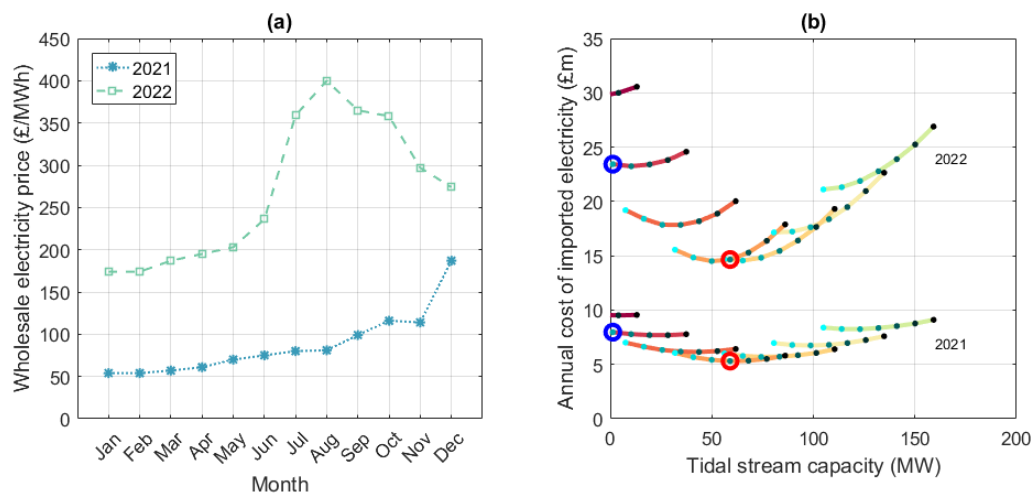 (a)
Wholesale electricity price (£/MWh)
450
400
350
300
250
200
150
100
50
0
2021
2022
Jan
Feb
Mar
Apr
May
Jun
Jul
Aug
Sep
Oct
Nov
Dec
Month
(b)
Annual cost of imported electricity (£m)
35
30
25
20
15
10
5
0
2022
2021
0
50
100
150
200
Tidal stream capacity (MW)